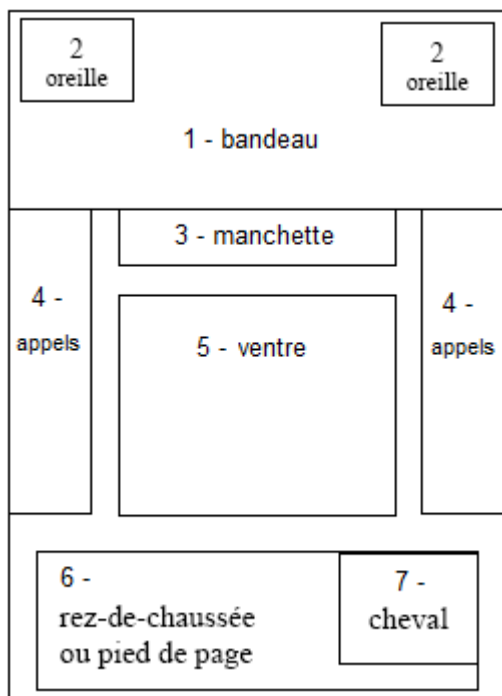 2
oreille
2
oreille
1 - bandeau
3 - manchette
4 -
appels
4 -
appels
5 - ventre
6 -
rez-de-chaussée
ou pied de page
7 -
cheval